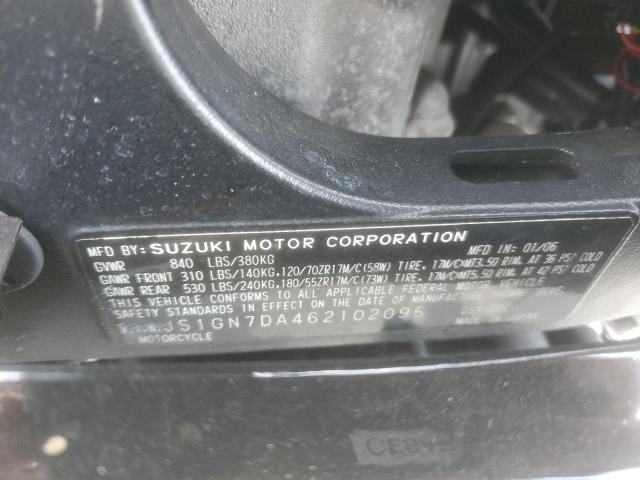 MFD BY: SUZUKI MOTOR CORPORATION MFD IN: 01/06
GVWR 840 LBS/380KG
GAWR FRONT 310 LBS/140KG. 120/70ZR17M/C(58W) TIRE, 17M/C×MT3.50 RIM, AT 36 PSI COLD
GAWR REAR 530 LBS/240KG. 180/55ZR17M/C(73W) TIRE, 17M/C×MT5.50 RIM, AT 42 PSI COLD
THIS VEHICLE CONFORMS TO ALL APPLICABLE FEDERAL MOTOR VEHICLE
SAFETY STANDARDS IN EFFECT ON THE DATE OF MANUFACTURE
V.I.N. JS1GN7DA462102095 MADE IN JAPAN
MOTORCYCLE